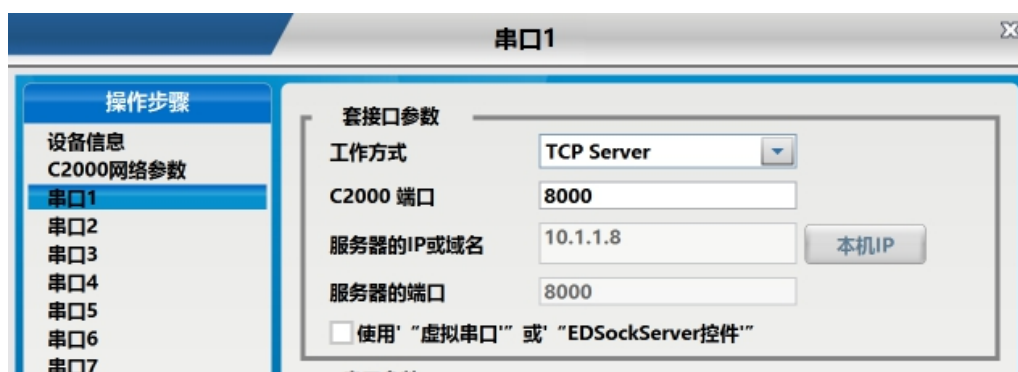 串口1
操作步骤
设备信息
C2000网络参数
串口1
串口2
串口3
串口4
串口5
串口6
串口7
套接口参数
工作方式 TCP Server
C2000 端口 8000
服务器的IP或域名 10.1.1.8 本机IP
服务器的端口 8000
使用' "虚拟串口'" 或' "EDSockServer控件'"